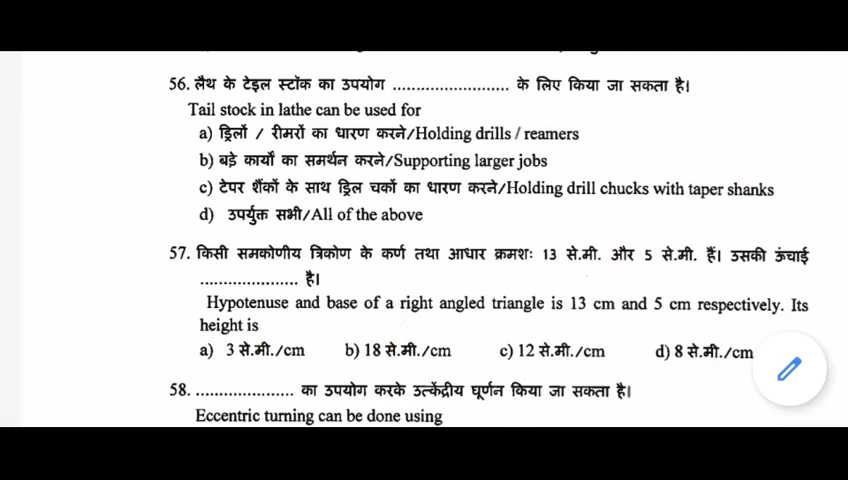 56. लैथ के टेइल स्टॉक का उपयोग .......................... के लिए किया जा सकता है।
Tail stock in lathe can be used for
a) ड्रिलों / रीमरों का धारण करने/Holding drills / reamers
b) बड़े कार्यों का समर्थन करने/Supporting larger jobs
c) टेपर शैंकों के साथ ड्रिल चकों का धारण करने/Holding drill chucks with taper shanks
d) उपर्युक्त सभी/All of the above
57. किसी समकोणीय त्रिकोण के कर्ण तथा आधार क्रमशः 13 से.मी. और 5 से.मी. हैं। उसकी ऊंचाई
...................... है।
Hypotenuse and base of a right angled triangle is 13 cm and 5 cm respectively. Its
height is
a) 3 से.मी./cm b) 18 से.मी./cm c) 12 से.मी./cm d) 8 से.मी./cm
58. ...................... का उपयोग करके उत्केंद्रीय घूर्णन किया जा सकता है।
Eccentric turning can be done using